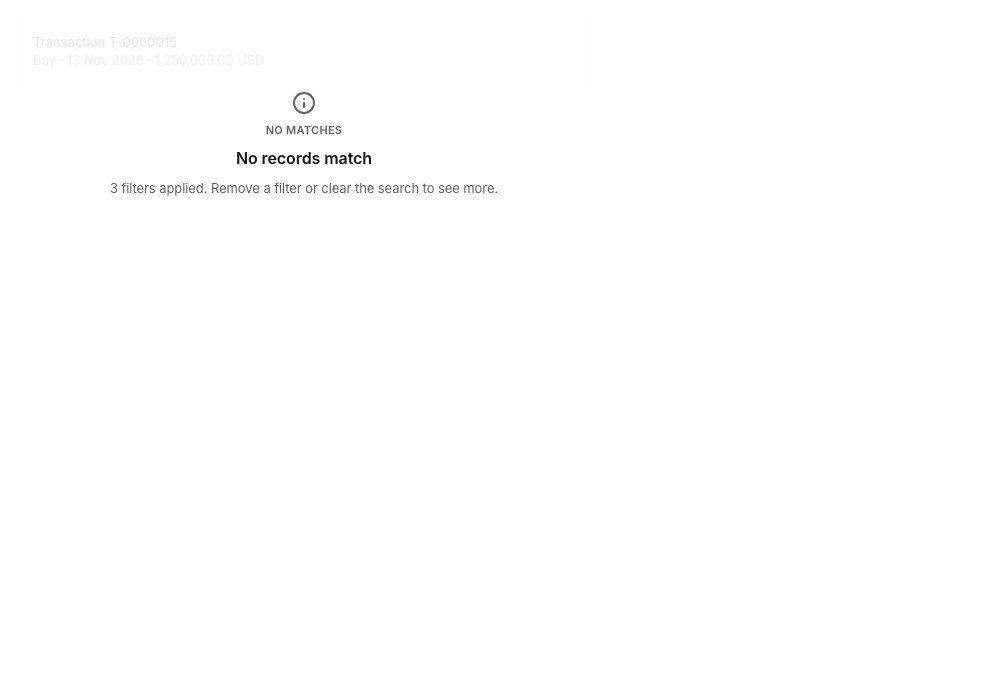 Transaction T-0000015
Buy · 13 Nov 2026 · 1,250,000.00 USD
NO MATCHES
No records match
3 filters applied. Remove a filter or clear the search to see more.